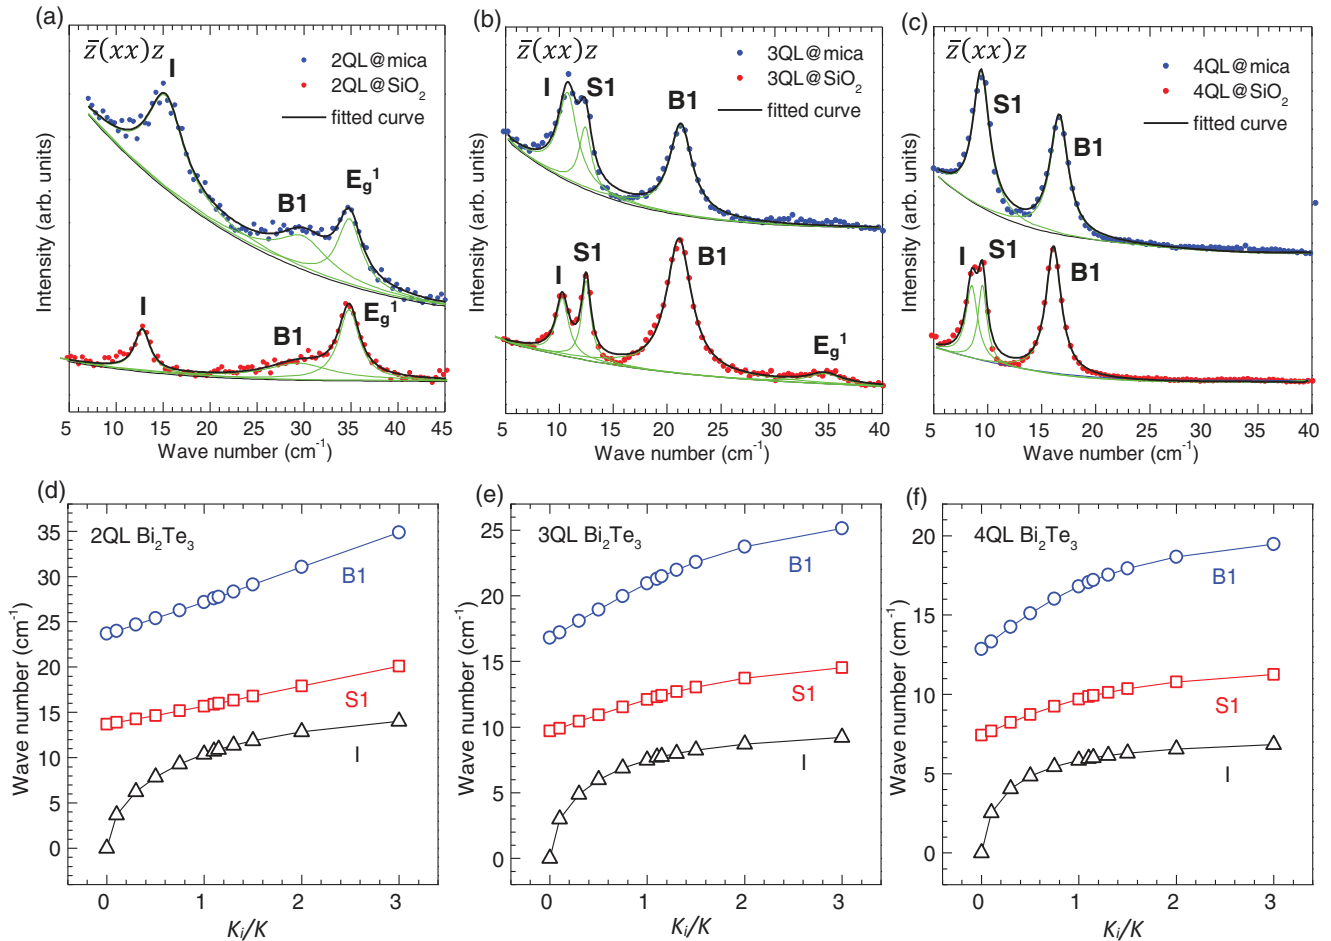 (a)
z̅(xx)z
2QL@mica
2QL@SiO2
fitted curve
I
B1
Eg1
I
B1
Eg1
Intensity (arb. units)
5 10 15 20 25 30 35 40 45
Wave number (cm-1)
(b)
z̅(xx)z
3QL@mica
3QL@SiO2
fitted curve
I
S1
B1
I
S1
B1
Eg1
Intensity (arb. units)
5 10 15 20 25 30 35 40
Wave number (cm-1)
(c)
z̅(xx)z
4QL@mica
4QL@SiO2
fitted curve
S1
B1
I
S1
B1
Intensity (arb. units)
5 10 15 20 25 30 35 40
Wave number (cm-1)
(d)
2QL Bi2Te3
B1
S1
I
Wave number (cm-1)
35
30
25
20
15
10
5
0
0 1 2 3
Ki/K
(e)
3QL Bi2Te3
B1
S1
I
Wave number (cm-1)
25
20
15
10
5
0
0 1 2 3
Ki/K
(f)
4QL Bi2Te3
B1
S1
I
Wave number (cm-1)
20
15
10
5
0
0 1 2 3
Ki/K